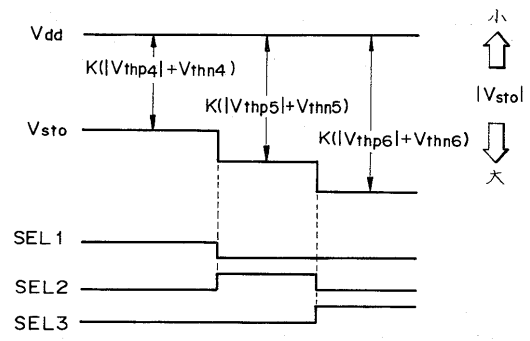 小
Vdd
K(|Vthp4|+Vthn4)
K(|Vthp5|+Vthn5)
|Vsto|
K(|Vthp6|+Vthn6)
Vsto
大
SEL1
SEL2
SEL3